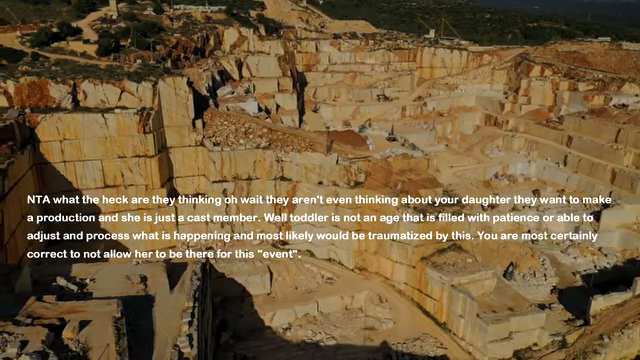 NTA what the heck are they thinking oh wait they aren't even thinking about your daughter they want to make
a production and she is just a cast member. Well toddler is not an age that is filled with patience or able to
adjust and process what is happening and most likely would be traumatized by this. You are most certainly
correct to not allow her to be there for this "event".